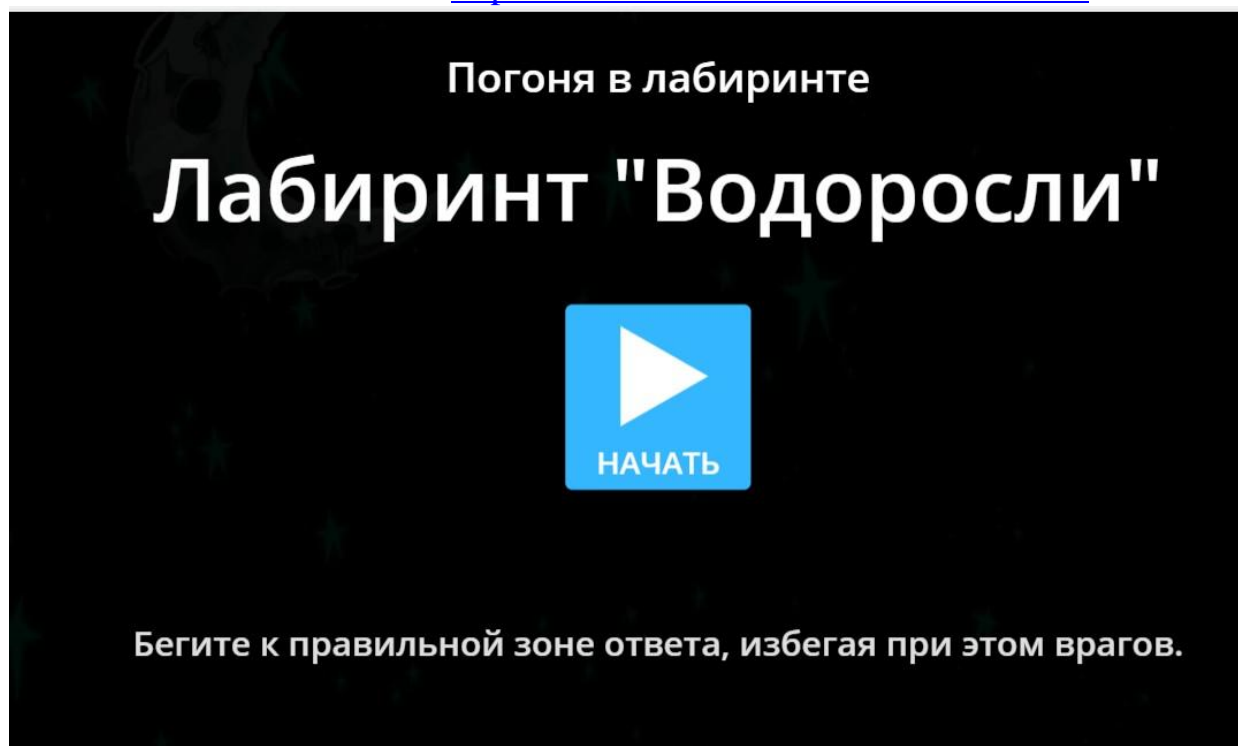 Погоня в лабиринте
Лабиринт "Водоросли"
НАЧАТЬ
Бегите к правильной зоне ответа, избегая при этом врагов.